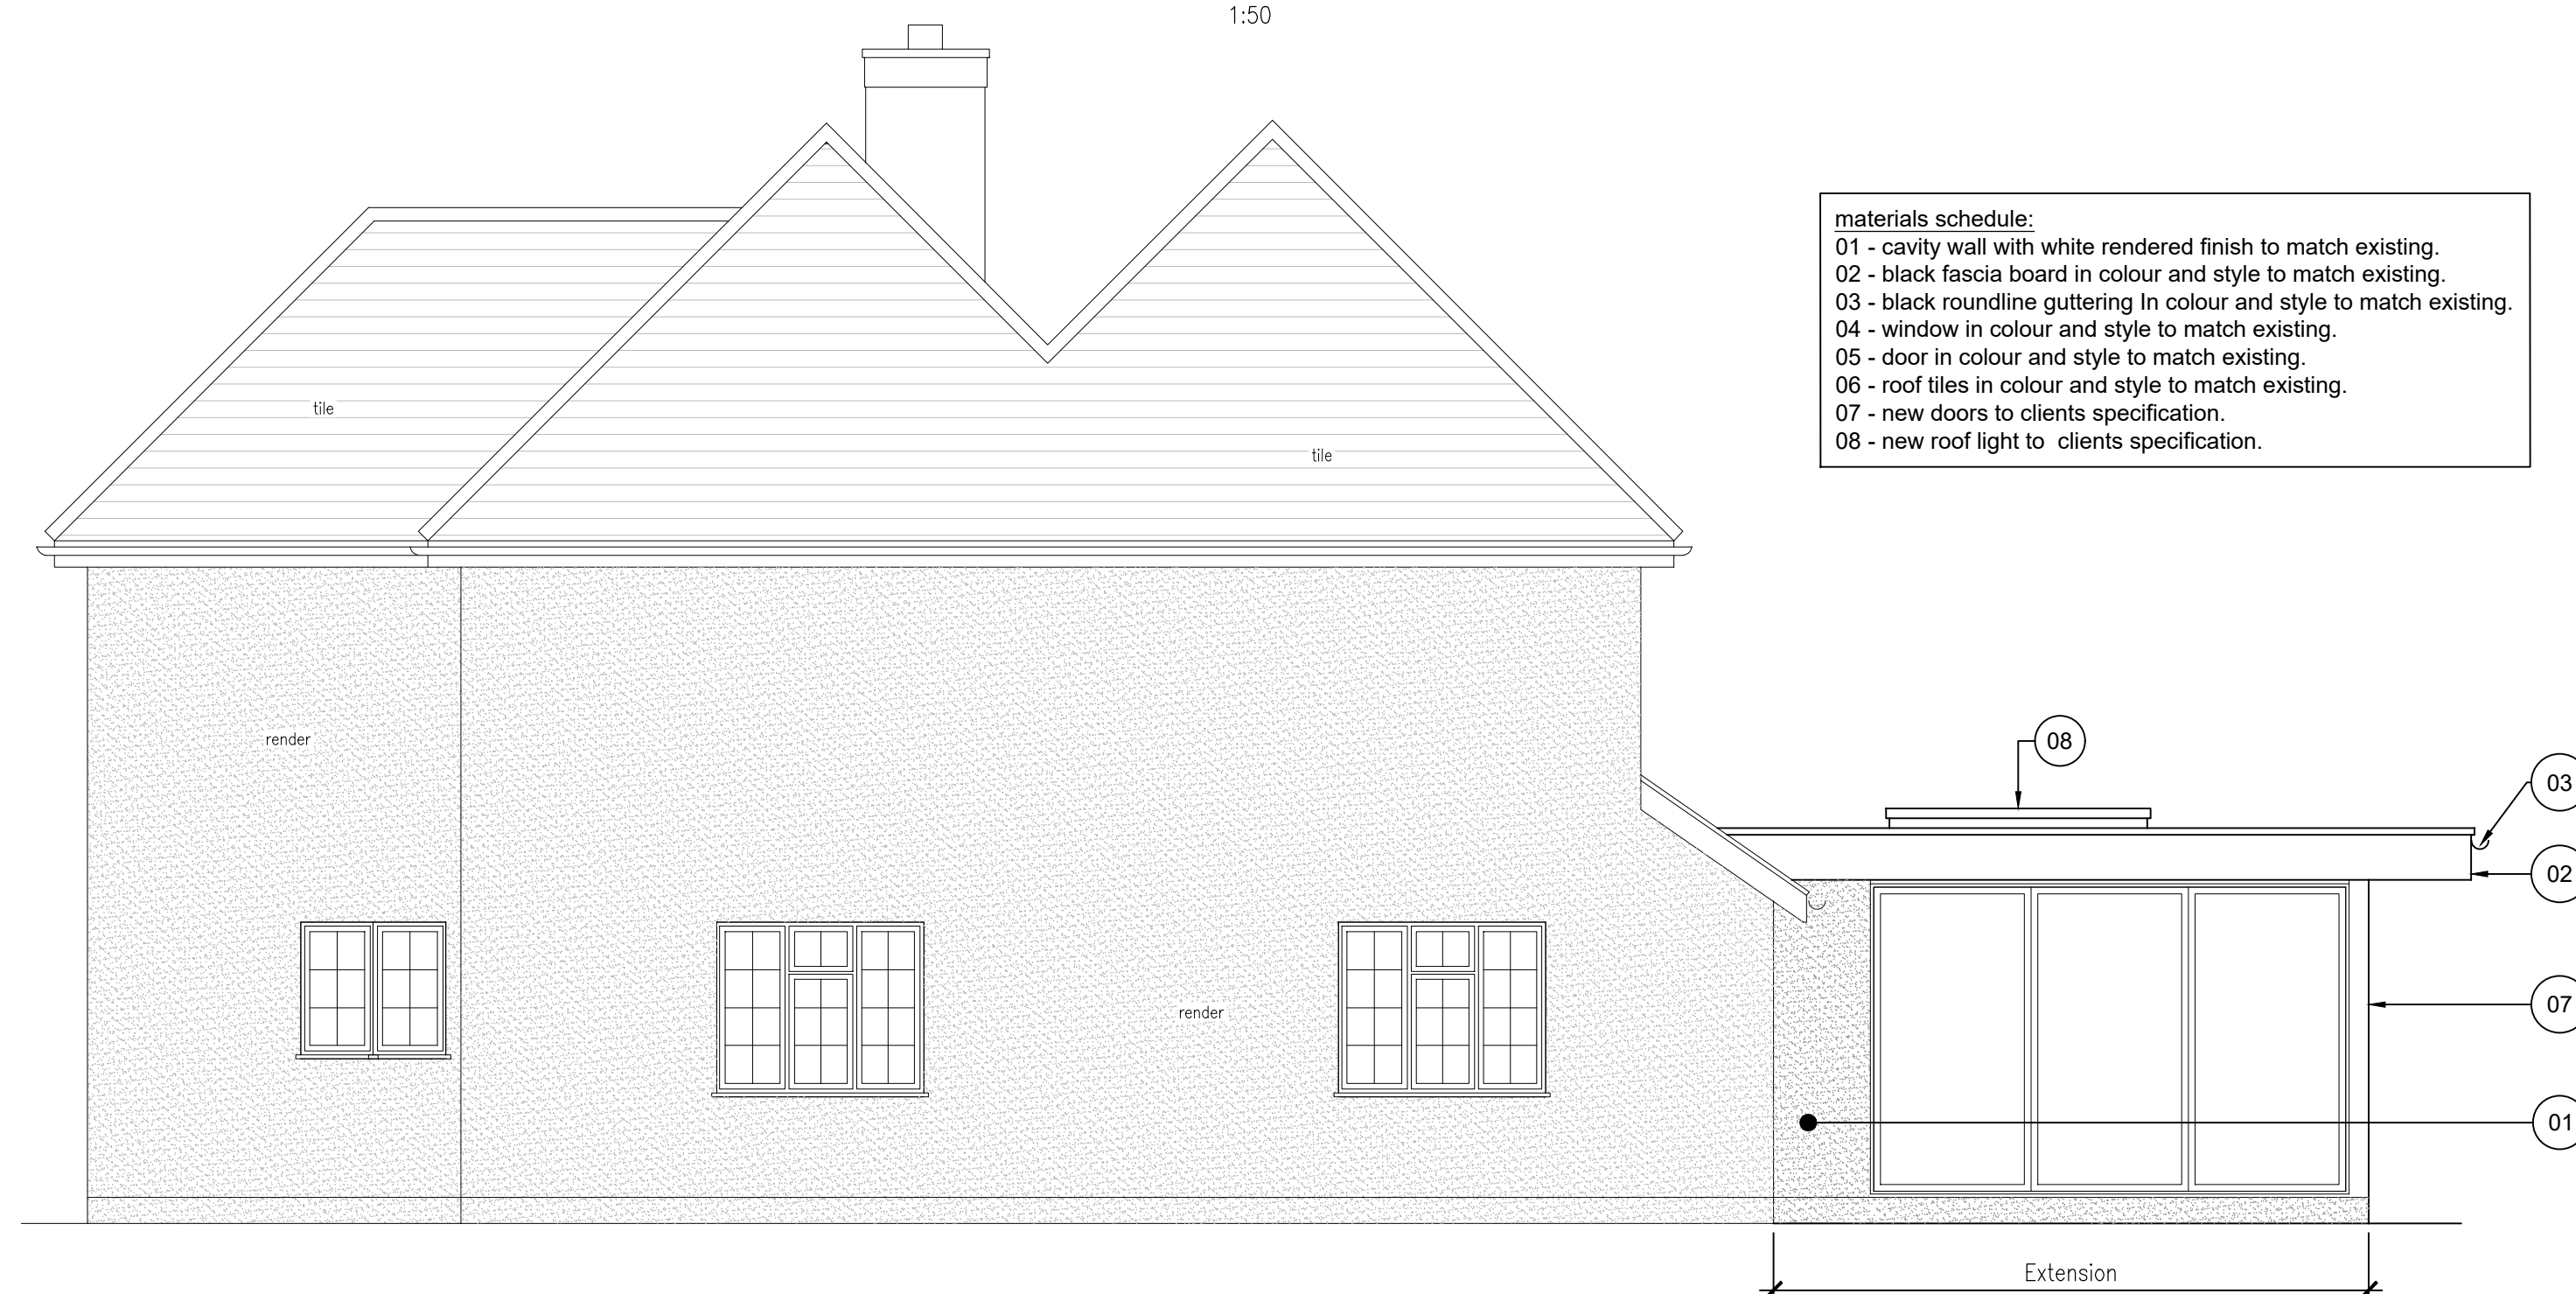 1:50
materials schedule:
01 - cavity wall with white rendered finish to match existing.
02 - black fascia board in colour and style to match existing.
03 - black roundline guttering In colour and style to match existing.
04 - window in colour and style to match existing.
05 - door in colour and style to match existing.
06 - roof tiles in colour and style to match existing.
07 - new doors to clients specification.
08 - new roof light to  clients specification.
tile
tile
render
08
03
02
07
render
01
Extension